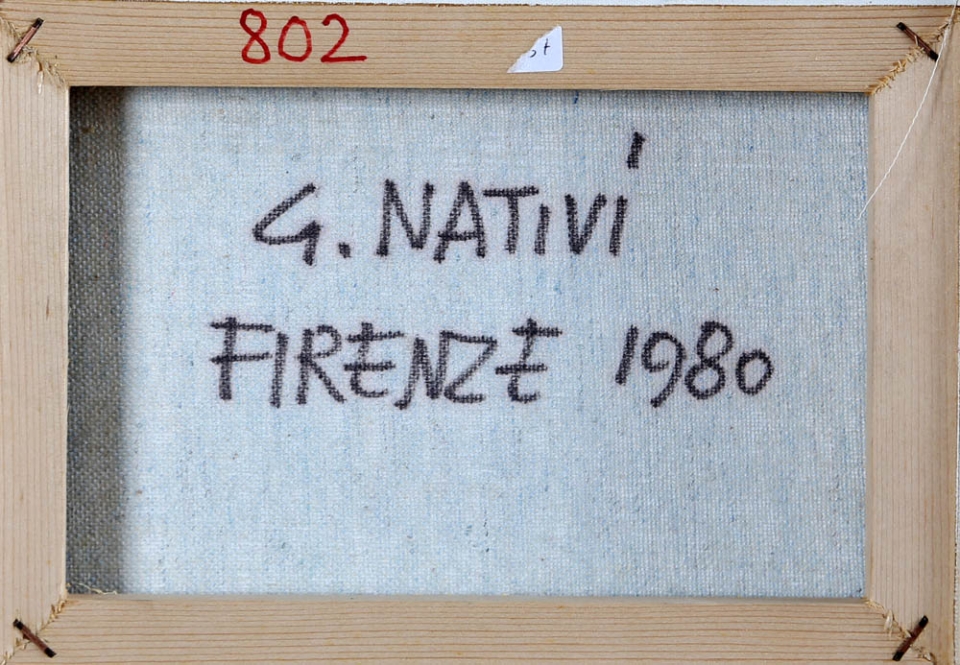 802
G. NATIVI
FIRENZE 1980